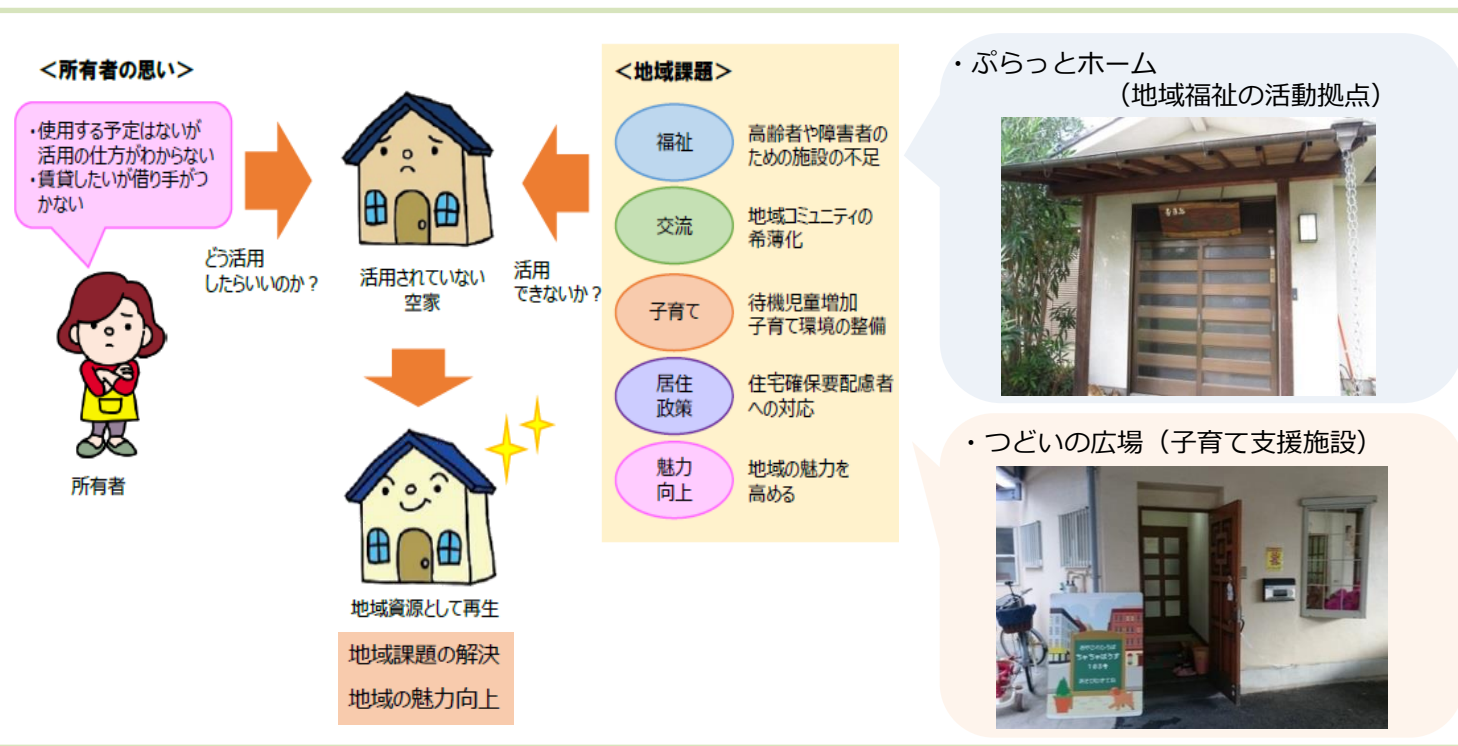 ＜所有者の思い＞
・使用する予定はないが
活用の仕方がわからない
・賃貸したいが借り手がつ
かない
どう活用
したらいいのか？
所有者
活用されていない
空家
活用
できないか？
地域資源として再生
地域課題の解決
地域の魅力向上
＜地域課題＞
福祉
高齢者や障害者の
ための施設の不足
交流
地域コミュニティの
希薄化
子育て
待機児童増加
子育て環境の整備
居住
政策
住宅確保要配慮者
への対応
魅力
向上
地域の魅力を
高める
・ぷらっとホーム
（地域福祉の活動拠点）
・つどいの広場（子育て支援施設）
ちゃちゃはうす